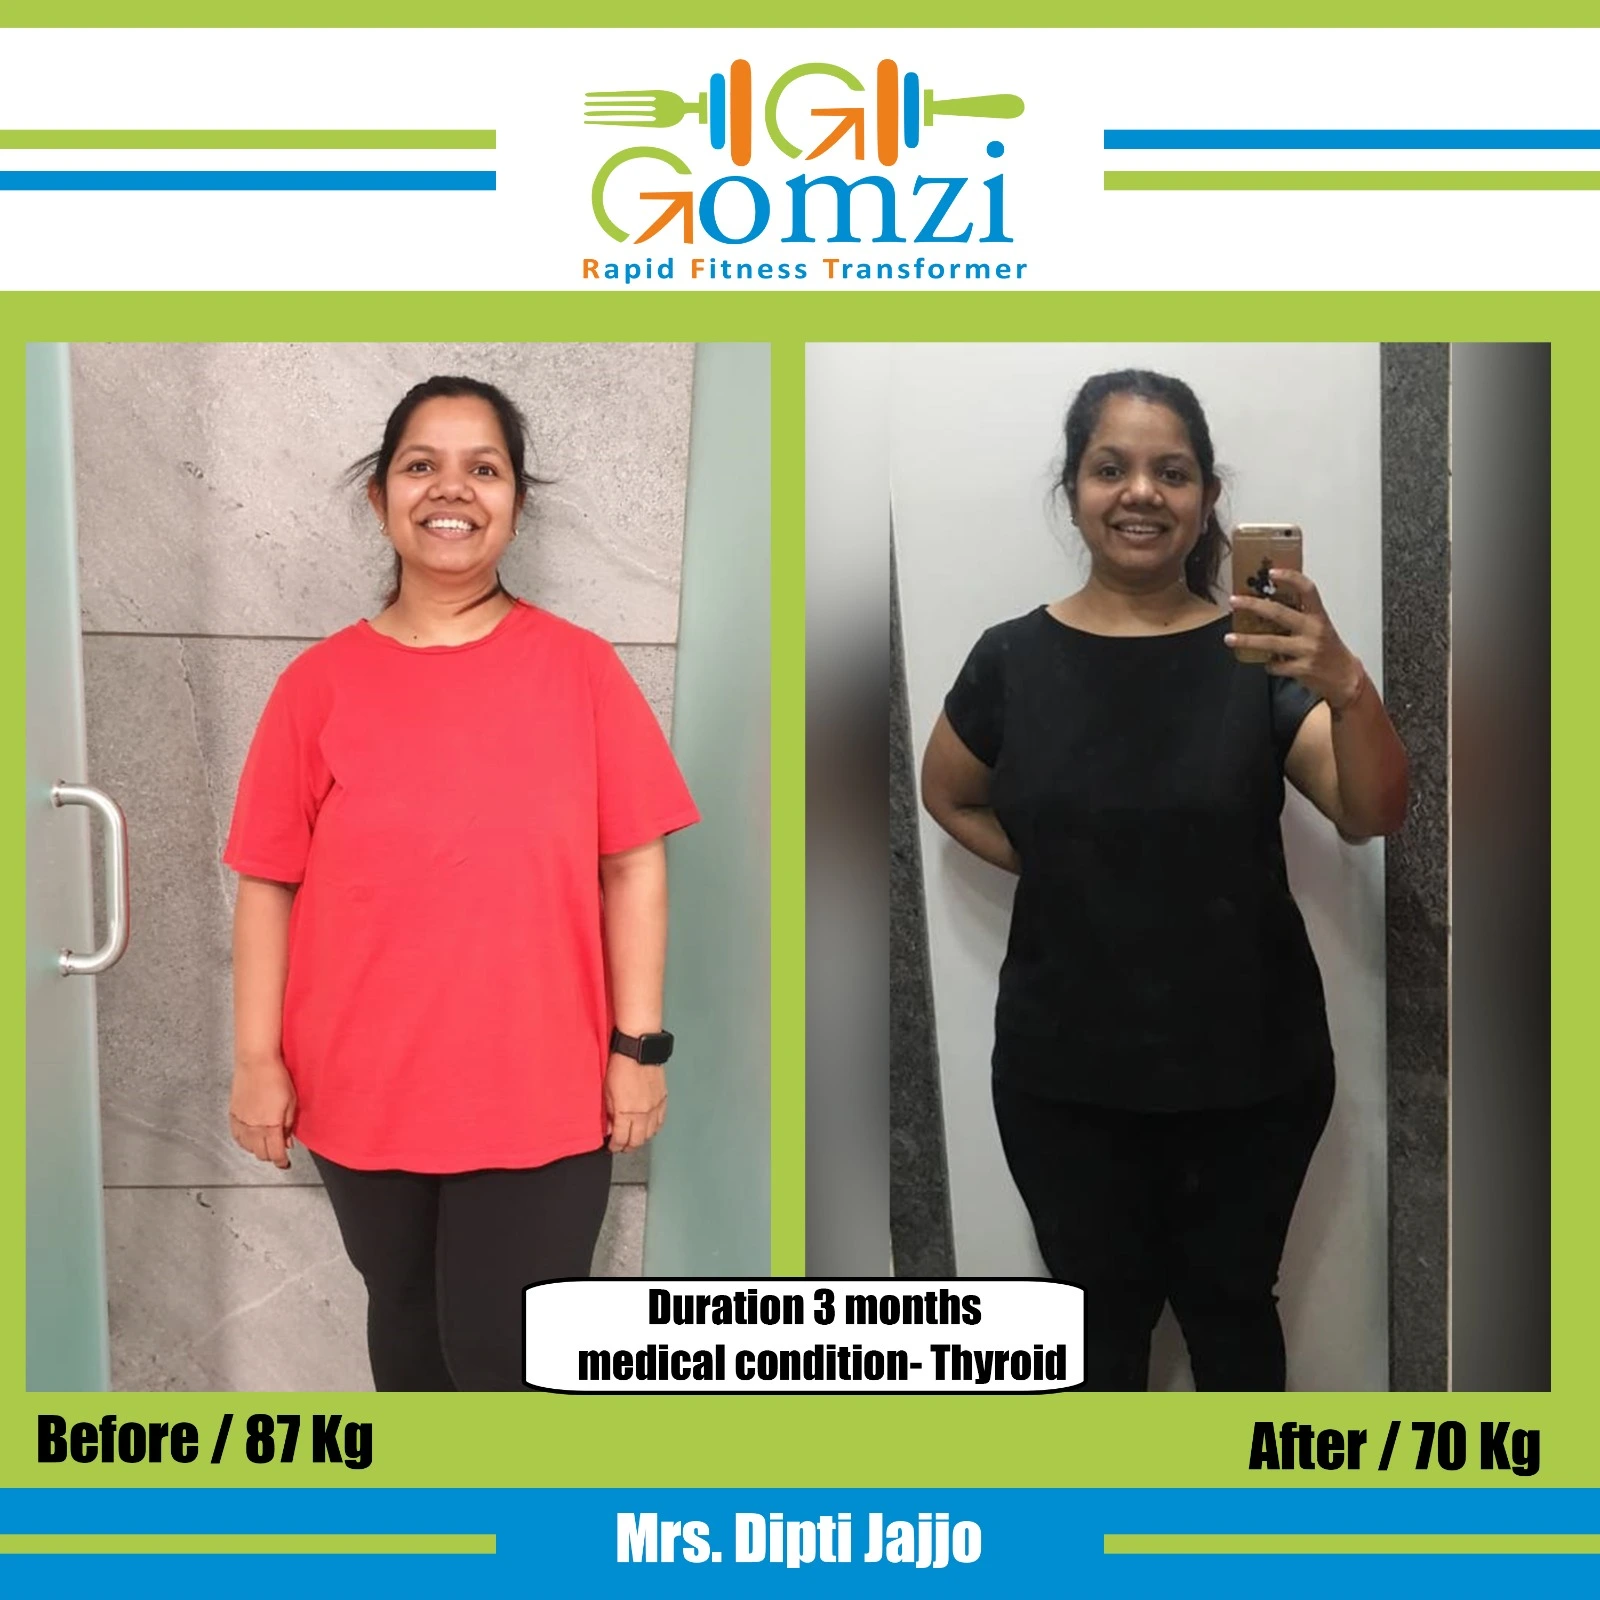 Gomzi
Rapid Fitness Transformer
Duration 3 months
medical condition- Thyroid
Before / 87 Kg
After / 70 Kg
Mrs. Dipti Jajjo